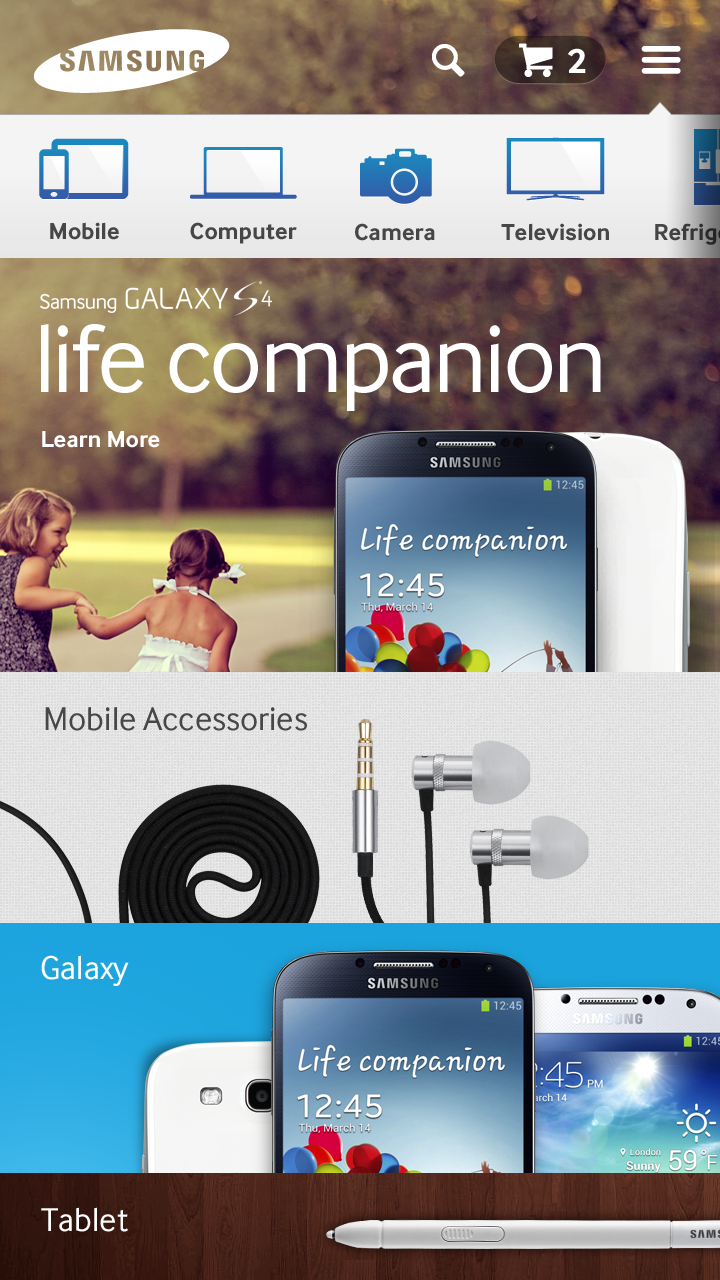 SAMSUNG
2
Mobile
Computer
Camera
Television
Refrig
Samsung GALAXY S4
life companion
Learn More
SAMSUNG
12:45
Life companion
12:45
Thu, March 14
Mobile Accessories
Galaxy
SAMSUNG
12:45
Life companion
12:45
Thu, March 14
SAMSUNG
12:45
:45 PM
arch 14
London
Sunny 59°F
Tablet
SAMS